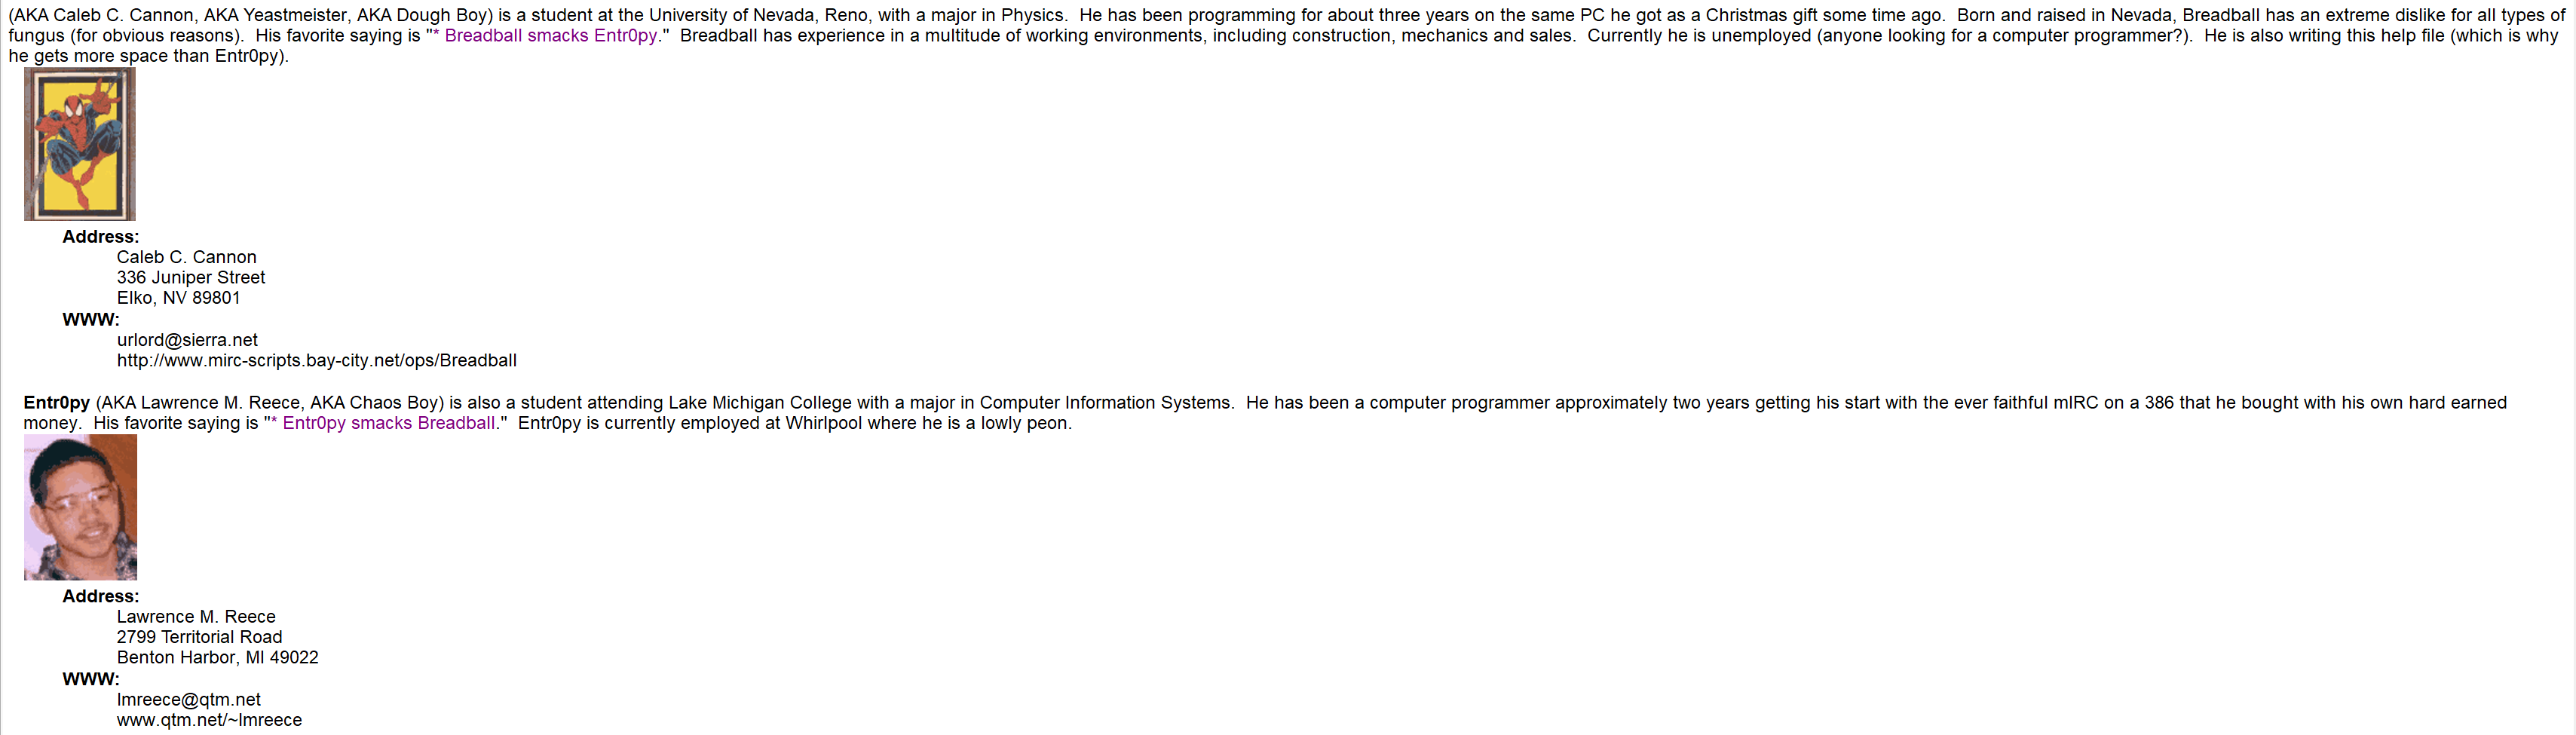 (AKA Caleb C. Cannon, AKA Yeastmeister, AKA Dough Boy) is a student at the University of Nevada, Reno, with a major in Physics.  He has been programming for about three years on the same PC he got as a Christmas gift some time ago.  Born and raised in Nevada, Breadball has an extreme dislike for all types of
fungus (for obvious reasons).  His favorite saying is "* Breadball smacks Entr0py."  Breadball has experience in a multitude of working environments, including construction, mechanics and sales.  Currently he is unemployed (anyone looking for a computer programmer?).  He is also writing this help file (which is why
he gets more space than Entr0py).
Address:
Caleb C. Cannon
336 Juniper Street
Elko, NV 89801
WWW:
urlord@sierra.net
http://www.mirc-scripts.bay-city.net/ops/Breadball
Entr0py (AKA Lawrence M. Reece, AKA Chaos Boy) is also a student attending Lake Michigan College with a major in Computer Information Systems.  He has been a computer programmer approximately two years getting his start with the ever faithful mIRC on a 386 that he bought with his own hard earned
money.  His favorite saying is "* Entr0py smacks Breadball."  Entr0py is currently employed at Whirlpool where he is a lowly peon.
Address:
Lawrence M. Reece
2799 Territorial Road
Benton Harbor, MI 49022
WWW:
lmreece@qtm.net
www.qtm.net/~lmreece